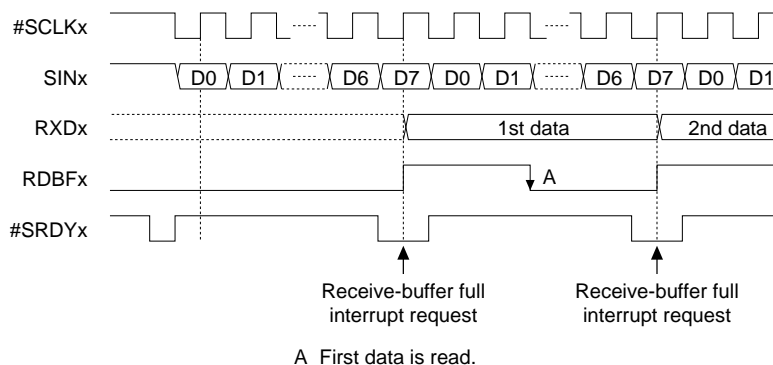 #SCLKx
SINx D0 D1 D6 D7 D0 D1 D6 D7 D0 D1
RXDx 1st data 2nd data
RDBFx A
#SRDYx
Receive-buffer full
interrupt request
Receive-buffer full
interrupt request
A First data is read.